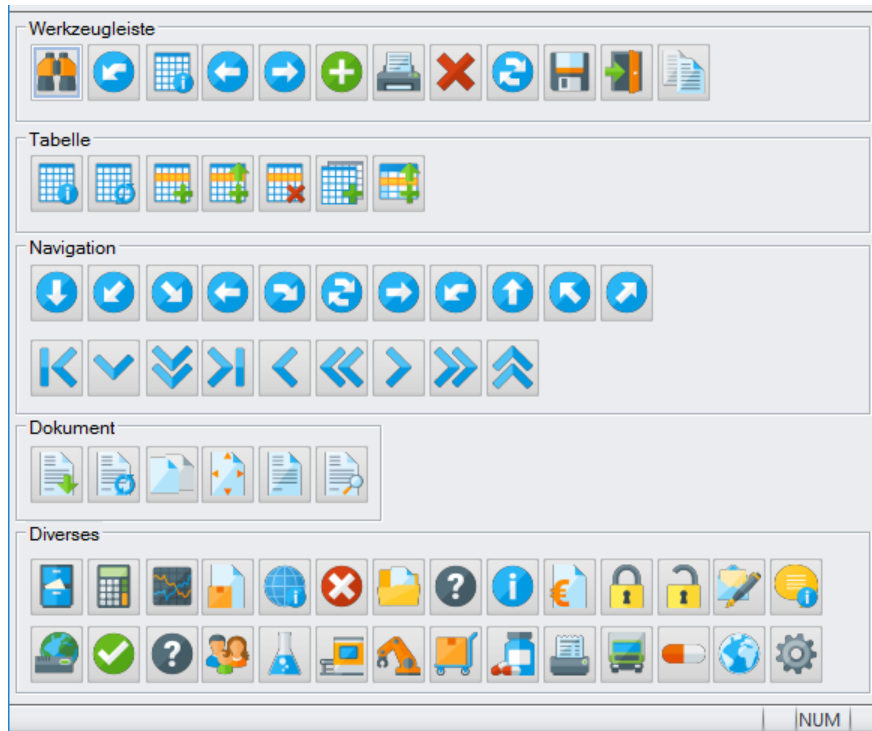 Werkzeugleiste
Tabelle
Navigation
Dokument
Diverses
NUM